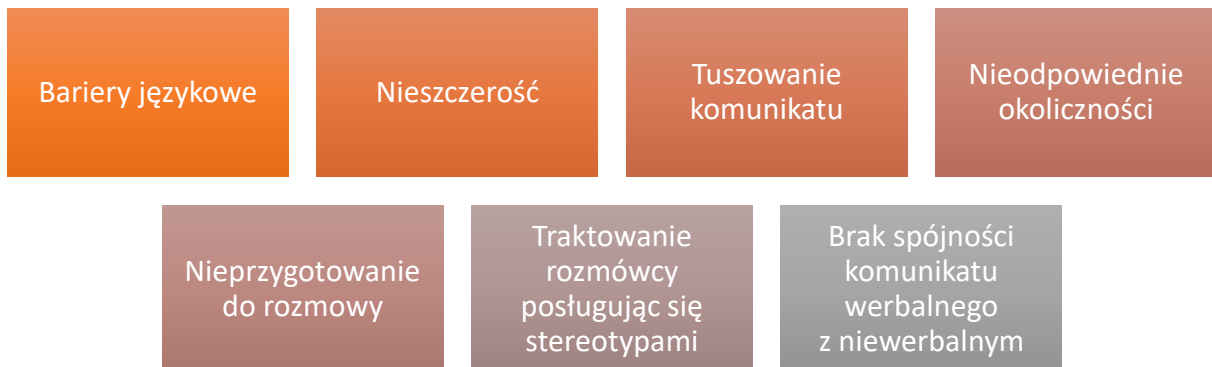 Bariery językowe
Nieszczerość
Tuszowanie
komunikatu
Nieodpowiednie
okoliczności
Nieprzygotowanie
do rozmowy
Traktowanie
rozmówcy
posługując się
stereotypami
Brak spójności
komunikatu
werbalnego
z niewerbalnym